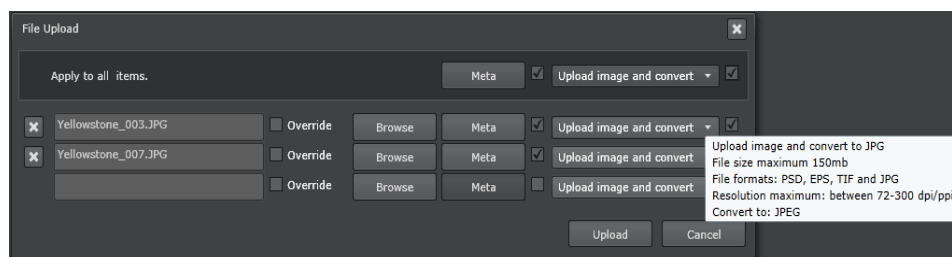 File Upload
Apply to all items.
Meta
Upload image and convert
Yellowstone_003.JPG
Override
Browse
Meta
Upload image and convert
Yellowstone_007.JPG
Override
Browse
Meta
Upload image and convert
Override
Browse
Meta
Upload image and convert
Upload image and convert to JPG
File size maximum 150mb
File formats: PSD, EPS, TIF and JPG
Resolution maximum: between 72-300 dpi/ppi
Convert to: JPEG
Upload
Cancel